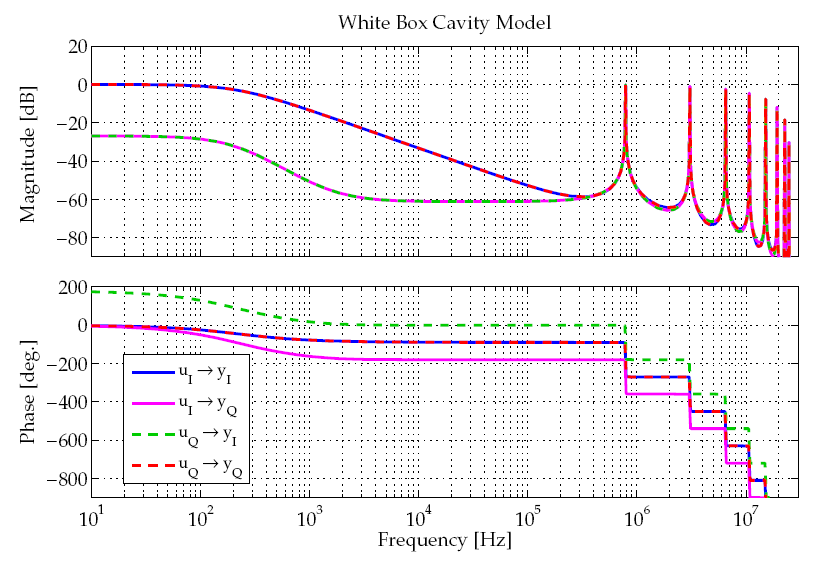 White Box Cavity Model
20
0
−20
−40
−60
−80
Magnitude [dB]
200
0
−200
−400
−600
−800
Phase [deg.]
u_I → y_I
u_I → y_Q
u_Q → y_I
u_Q → y_Q
10^1 10^2 10^3 10^4 10^5 10^6 10^7
Frequency [Hz]